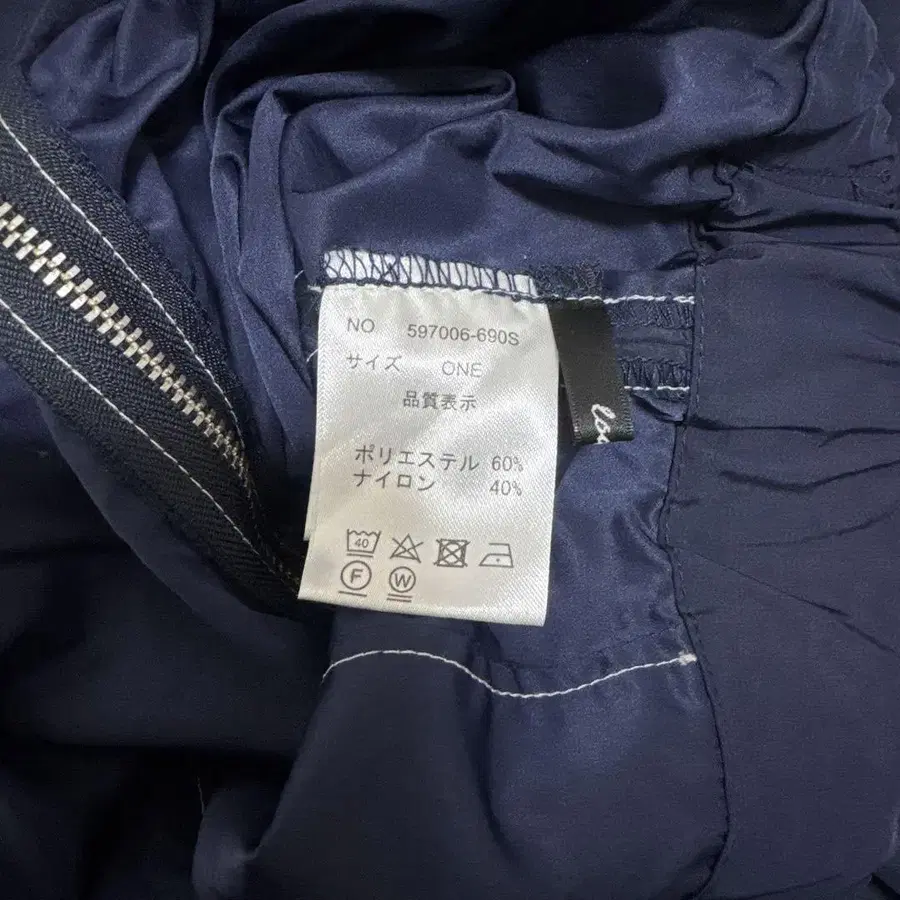 NO 597006-690S
サイズ ONE
品質表示
ポリエステル 60%
ナイロン 40%
40
F W